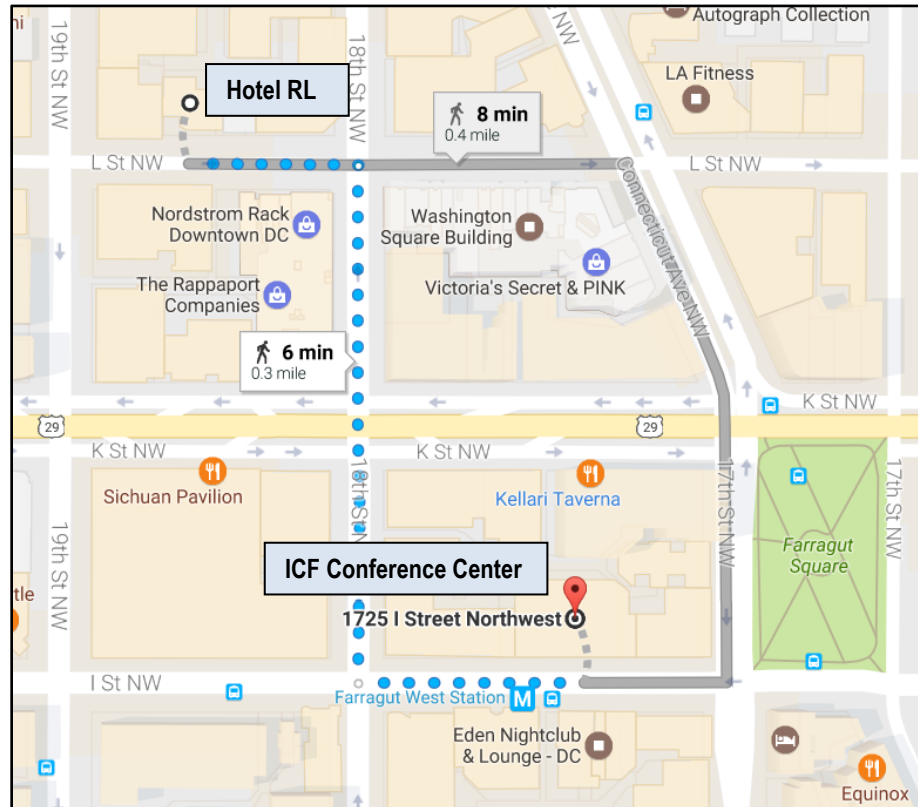 Autograph Collection
19th St NW
18th St NW
Hotel RL
LA Fitness
8 min
0.4 mile
L St NW
L St NW
Connecticut Ave NW
Nordstrom Rack
Downtown DC
Washington
Square Building
The Rappaport
Companies
Victoria's Secret & PINK
6 min
0.3 mile
K St NW
29
29
K St NW
K St NW
Sichuan Pavilion
Kellari Taverna
18th St N
17th St NW
17th St NW
19th St NW
Farragut
Square
ICF Conference Center
tle
1725 I Street Northwest
I St NW
Farragut West Station
M
Eden Nightclub
& Lounge - DC
Equinox